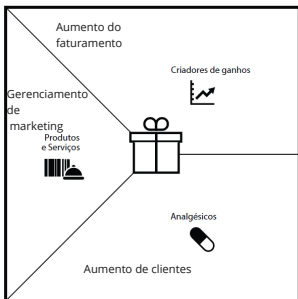 Aumento do
faturamento
Criadores de ganhos
Gerenciamento
de
marketing
Produtos
e Serviços
Analgésicos
Aumento de clientes